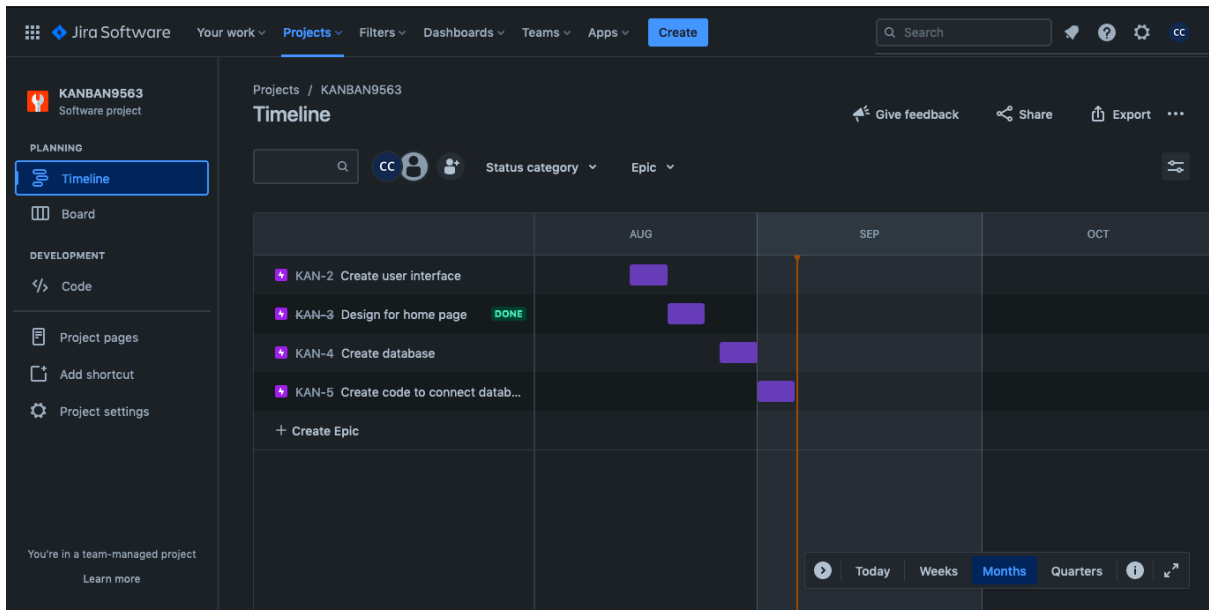 Jira Software Your work Projects Filters Dashboards Teams Apps Create Search CC
KANBAN9563
Software project
PLANNING
Timeline
Board
DEVELOPMENT
Code
Project pages
Add shortcut
Project settings
You're in a team-managed project
Learn more
Projects / KANBAN9563
Timeline
Give feedback Share Export
CC Status category Epic
AUG SEP OCT
KAN-2 Create user interface
KAN-3 Design for home page DONE
KAN-4 Create database
KAN-5 Create code to connect datab...
+ Create Epic
Today Weeks Months Quarters